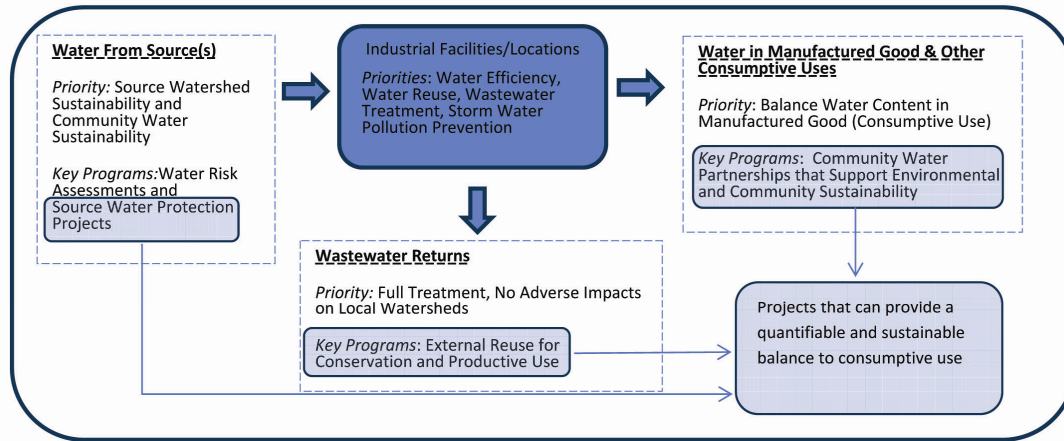 Water From Source(s)
Priority: Source Watershed
Sustainability and
Community Water
Sustainability
Key Programs:Water Risk
Assessments and
Source Water Protection
Projects
Industrial Facilities/Locations
Priorities: Water Efficiency,
Water Reuse, Wastewater
Treatment, Storm Water
Pollution Prevention
Water in Manufactured Good & Other
Consumptive Uses
Priority: Balance Water Content in
Manufactured Good (Consumptive Use)
Key Programs: Community Water
Partnerships that Support Environmental
and Community Sustainability
Wastewater Returns
Priority: Full Treatment, No Adverse Impacts
on Local Watersheds
Key Programs: External Reuse for
Conservation and Productive Use
Projects that can provide a
quantifiable and sustainable
balance to consumptive use